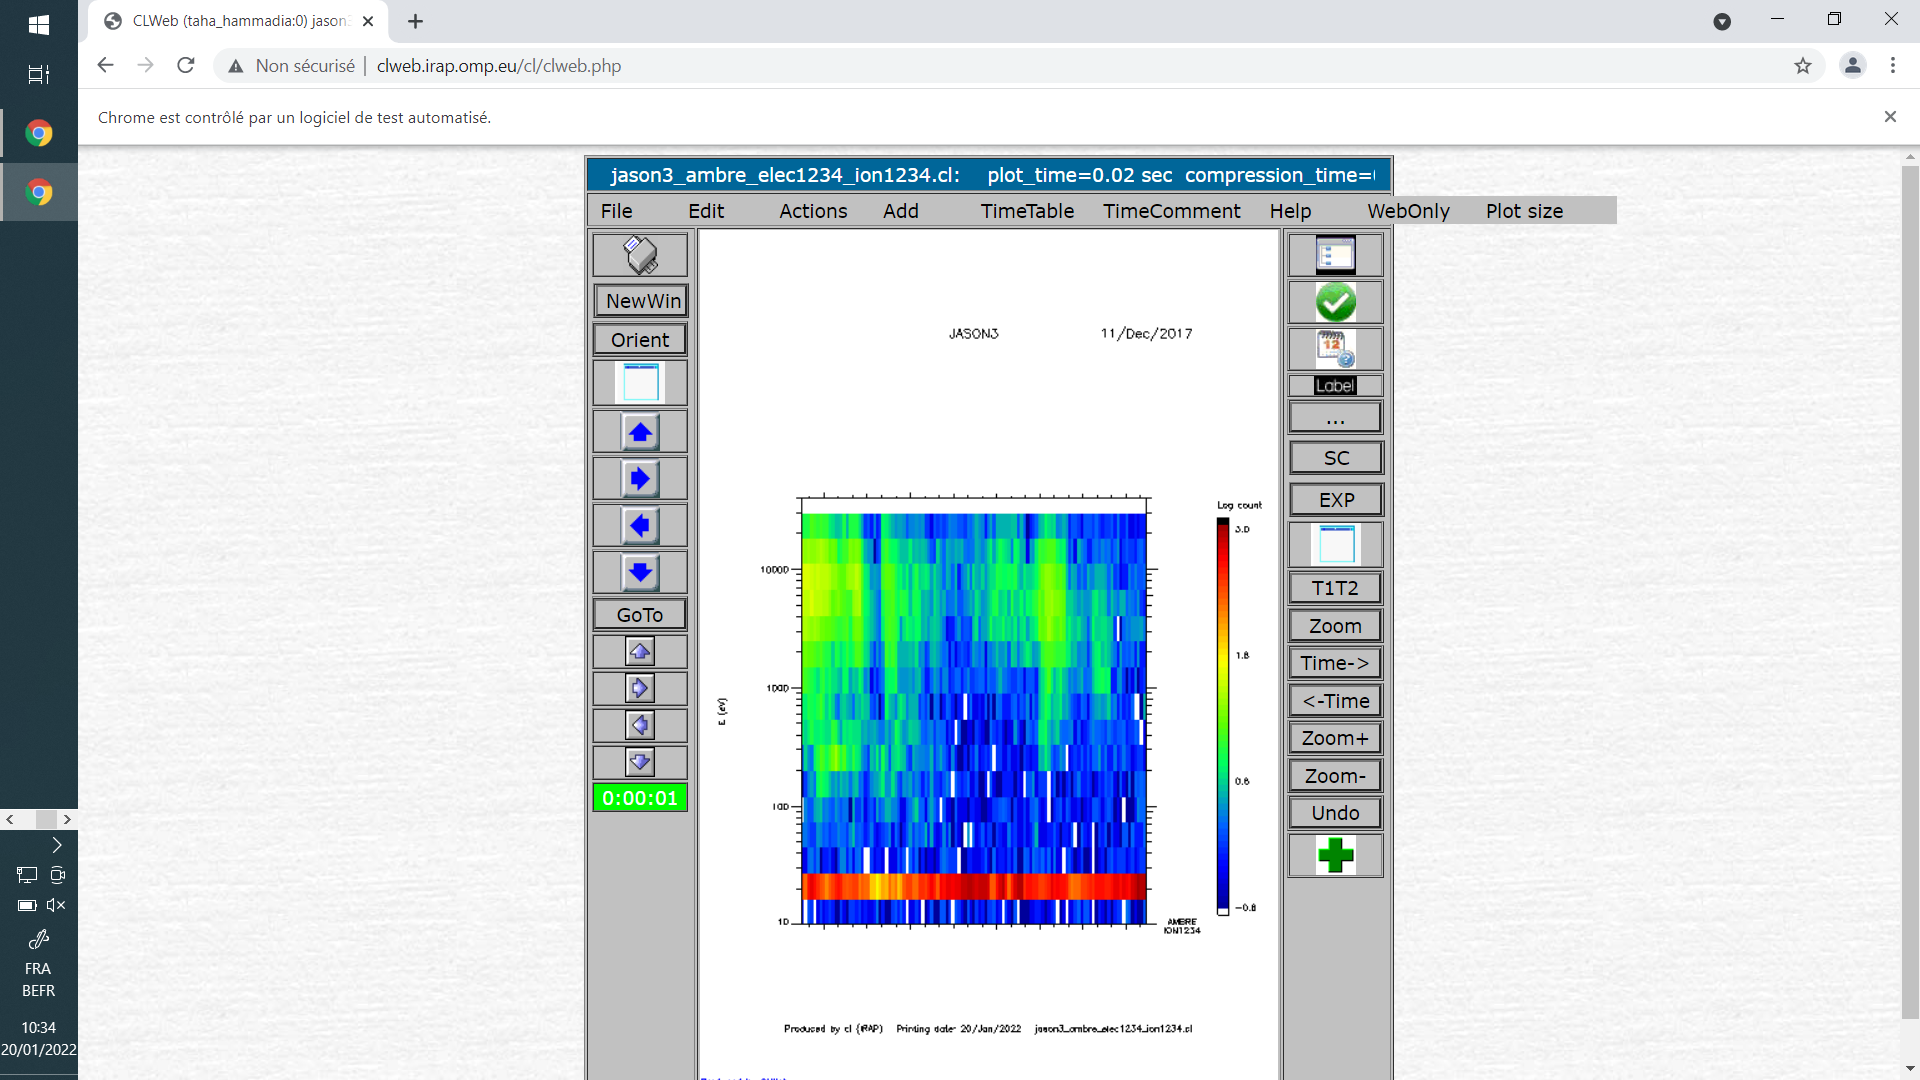 CLWeb (taha_hammadia:0) jason3
Non sécurisé | clweb.irap.omp.eu/cl/clweb.php
Chrome est contrôlé par un logiciel de test automatisé.
jason3_ambre_elec1234_ion1234.cl: plot_time=0.02 sec compression_time=
File Edit Actions Add TimeTable TimeComment Help WebOnly Plot size
NewWin
Orient
GoTo
0:00:01
JASON3 11/Dec/2017
Log count
3.0
1.8
0.6
-0.8
E (eV)
10000
1000
100
10
AMBRE
ION1234
Produced by cl (IRAP) Printing date: 20/Jan/2022 jason3_ambre_elec1234_ion1234.cl
12
Label
...
SC
EXP
T1T2
Zoom
Time->
<-Time
Zoom+
Zoom-
Undo
FRA
BEFR
10:34
20/01/2022